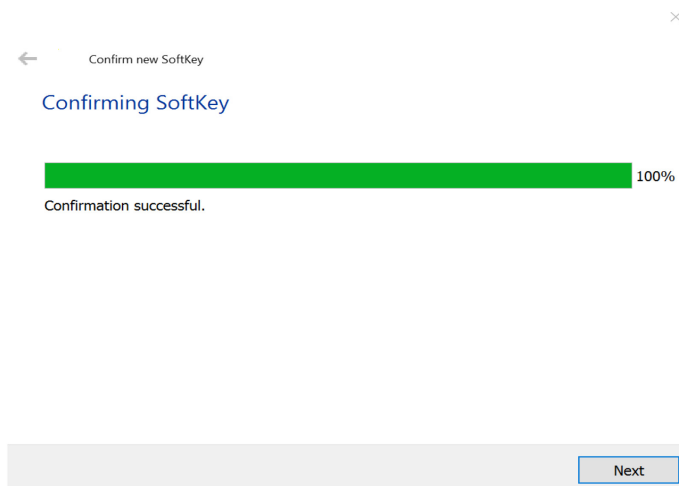 Confirm new SoftKey
Confirming SoftKey
100%
Confirmation successful.
Next